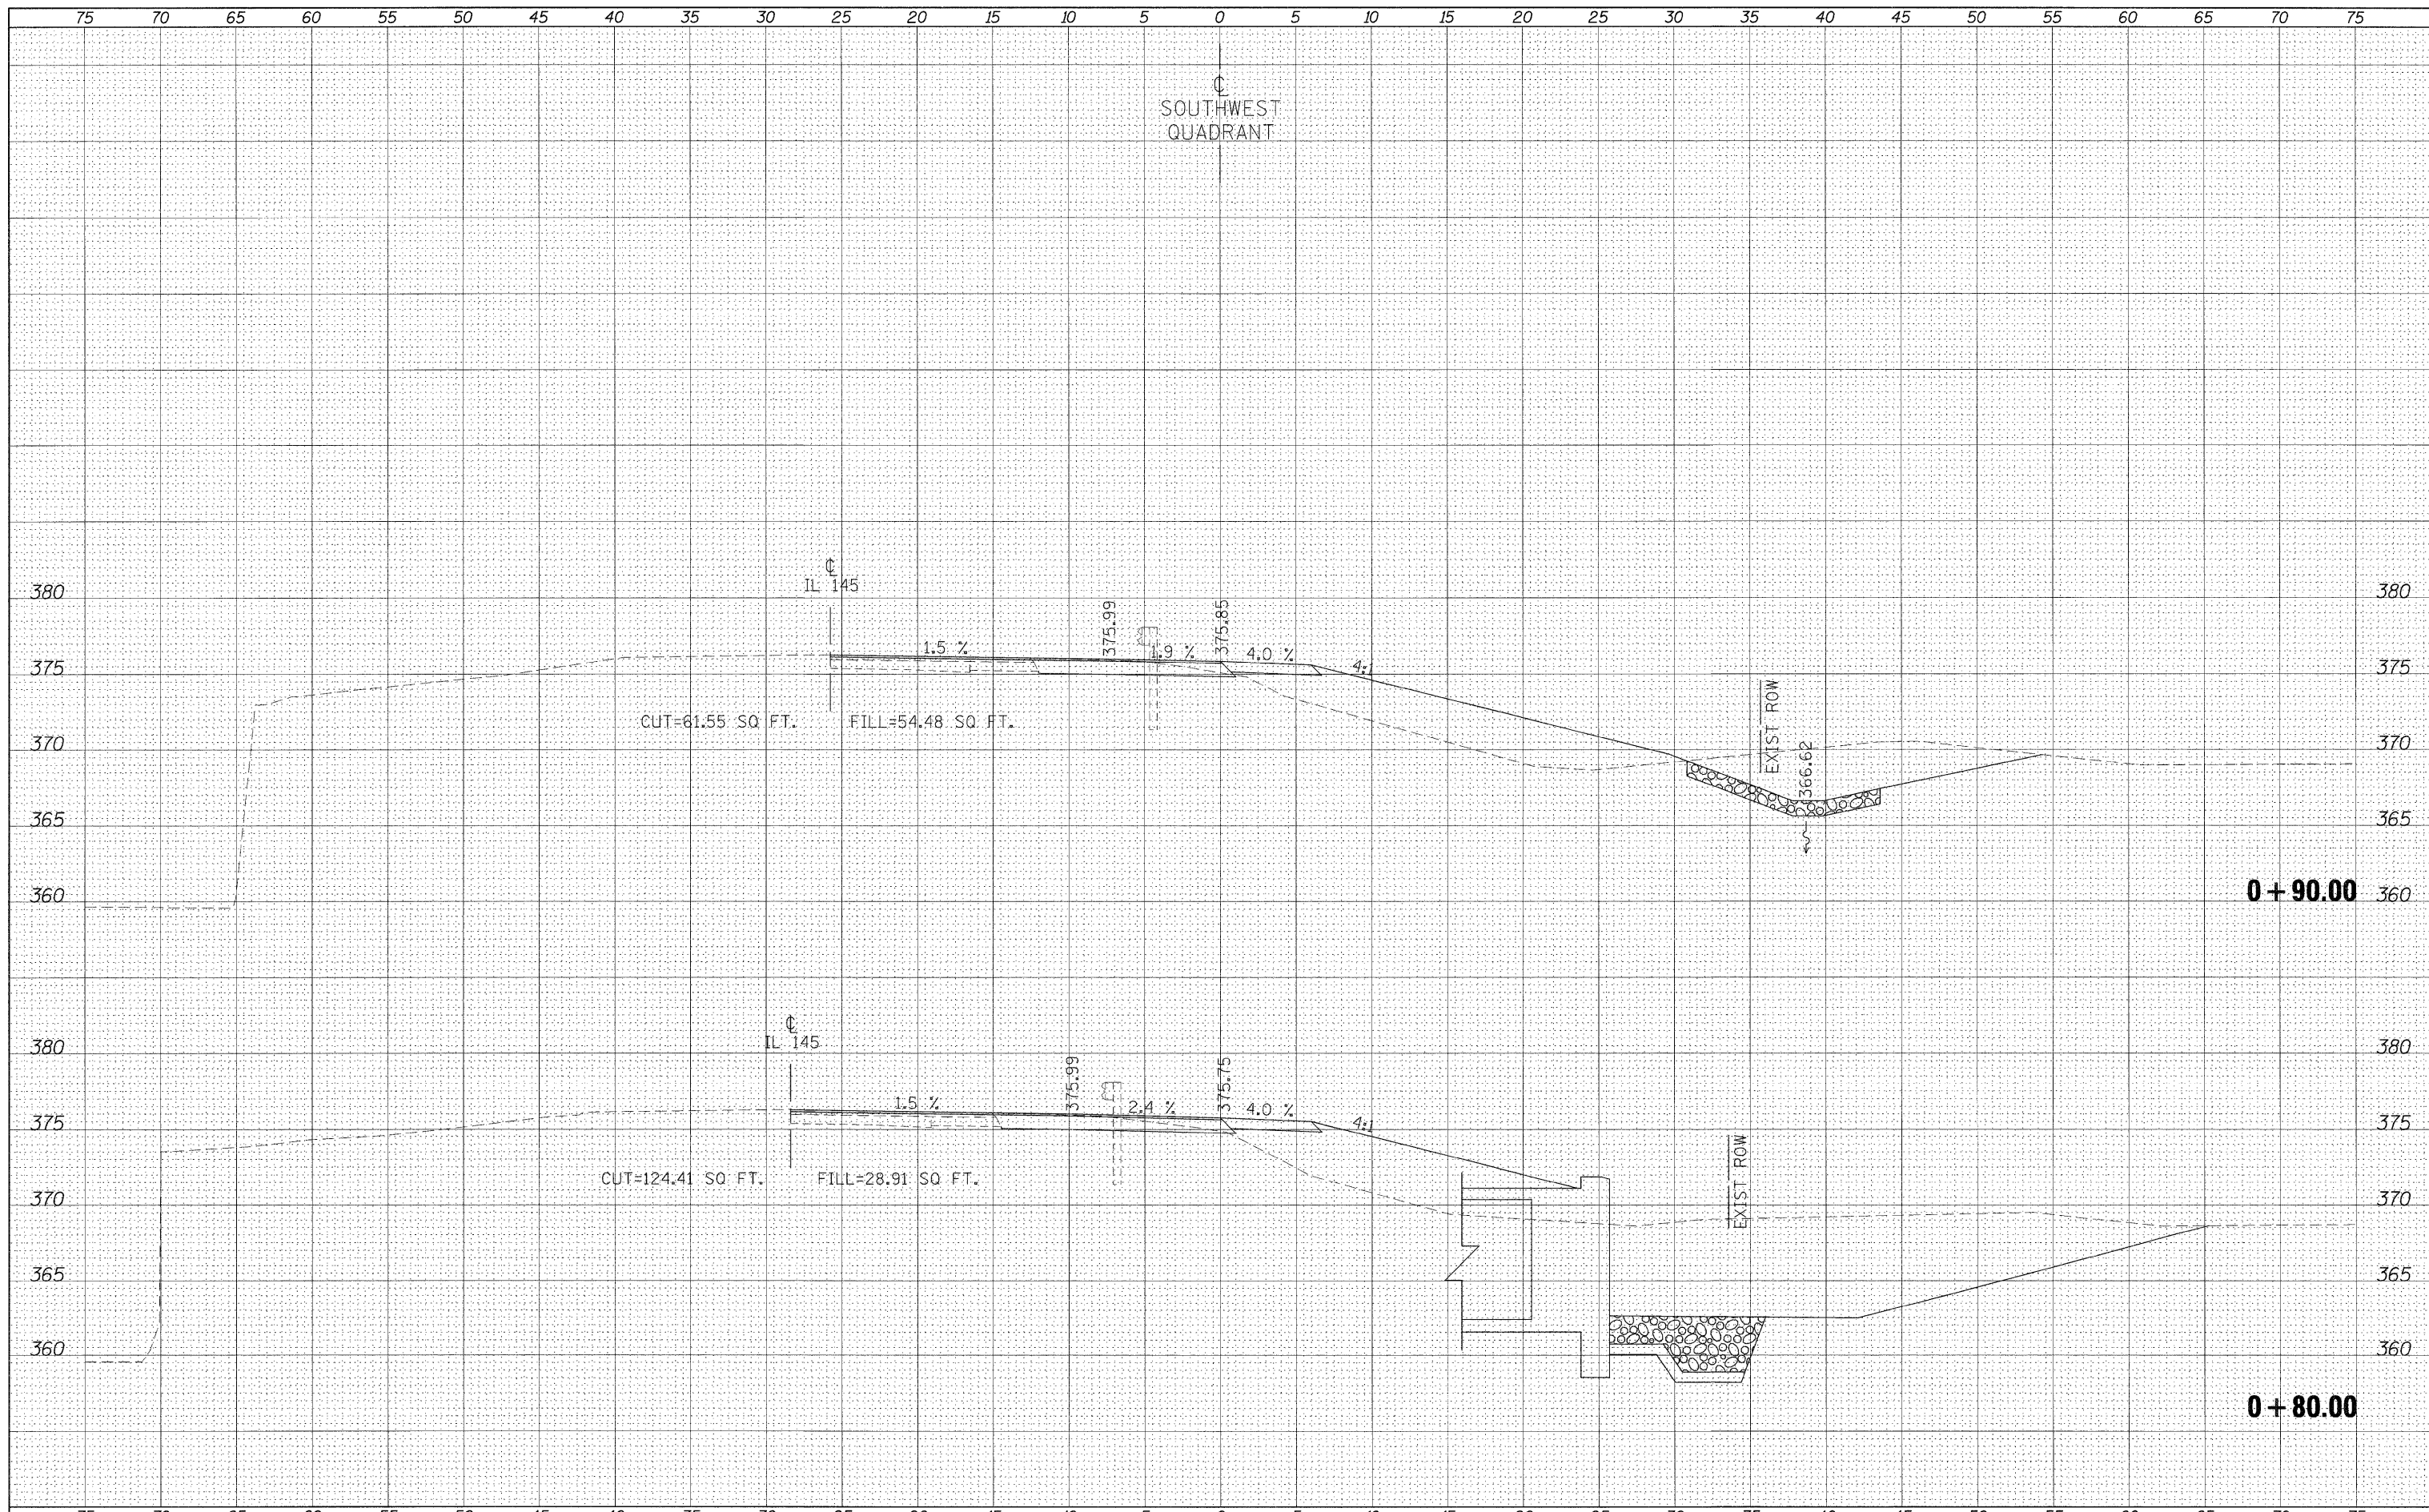 75 70 65 60 55 50 45 40 35 30 25 20 15 10 5 0 5 10 15 20 25 30 35 40 45 50 55 60 65 70 75
℄
SOUTHWEST
QUADRANT
℄
IL 145
380 380
375.99 375.85
1.5 % 1.9 % 4.0 % 4:1
375 375
CUT=61.55 SQ FT. FILL=54.48 SQ FT.
EXIST ROW
366.62
370 370
365 365
360 0+90.00 360
℄
IL 145
380 380
375.99 375.75
1.5 % 2.4 % 4.0 % 4:1
375 375
CUT=124.41 SQ FT. FILL=28.91 SQ FT.
EXIST ROW
370 370
365 365
360 360
0+80.00